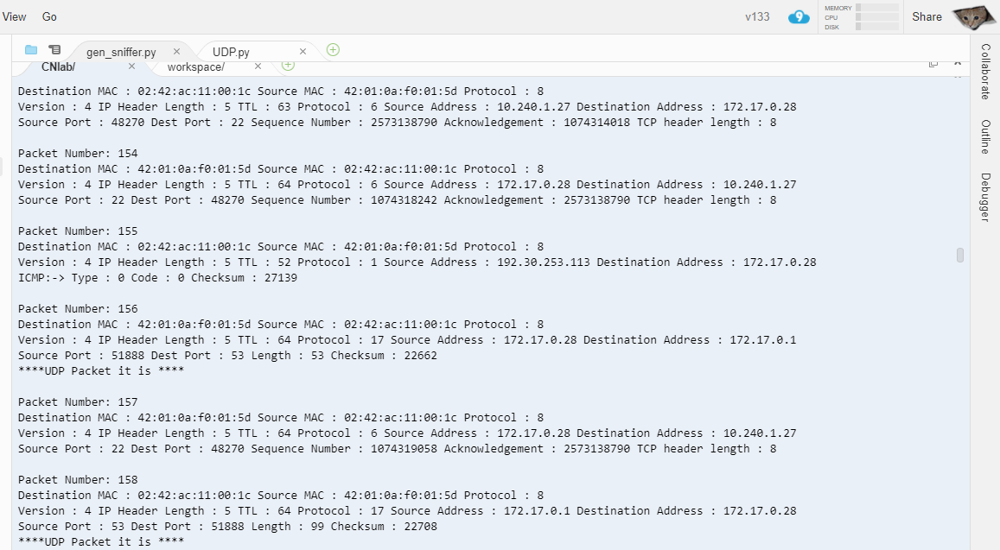 View Go v133 9 MEMORY CPU DISK Share
gen_sniffer.py × UDP.py ×
CNlab/ × workspace/ ×
Destination MAC : 02:42:ac:11:00:1c Source MAC : 42:01:0a:f0:01:5d Protocol : 8
Version : 4 IP Header Length : 5 TTL : 63 Protocol : 6 Source Address : 10.240.1.27 Destination Address : 172.17.0.28
Source Port : 48270 Dest Port : 22 Sequence Number : 2573138790 Acknowledgement : 1074314018 TCP header length : 8
Packet Number: 154
Destination MAC : 42:01:0a:f0:01:5d Source MAC : 02:42:ac:11:00:1c Protocol : 8
Version : 4 IP Header Length : 5 TTL : 64 Protocol : 6 Source Address : 172.17.0.28 Destination Address : 10.240.1.27
Source Port : 22 Dest Port : 48270 Sequence Number : 1074318242 Acknowledgement : 2573138790 TCP header length : 8
Packet Number: 155
Destination MAC : 02:42:ac:11:00:1c Source MAC : 42:01:0a:f0:01:5d Protocol : 8
Version : 4 IP Header Length : 5 TTL : 52 Protocol : 1 Source Address : 192.30.253.113 Destination Address : 172.17.0.28
ICMP:-> Type : 0 Code : 0 Checksum : 27139
Packet Number: 156
Destination MAC : 42:01:0a:f0:01:5d Source MAC : 02:42:ac:11:00:1c Protocol : 8
Version : 4 IP Header Length : 5 TTL : 64 Protocol : 17 Source Address : 172.17.0.28 Destination Address : 172.17.0.1
Source Port : 51888 Dest Port : 53 Length : 53 Checksum : 22662
****UDP Packet it is ****
Packet Number: 157
Destination MAC : 42:01:0a:f0:01:5d Source MAC : 02:42:ac:11:00:1c Protocol : 8
Version : 4 IP Header Length : 5 TTL : 64 Protocol : 6 Source Address : 172.17.0.28 Destination Address : 10.240.1.27
Source Port : 22 Dest Port : 48270 Sequence Number : 1074319058 Acknowledgement : 2573138790 TCP header length : 8
Packet Number: 158
Destination MAC : 02:42:ac:11:00:1c Source MAC : 42:01:0a:f0:01:5d Protocol : 8
Version : 4 IP Header Length : 5 TTL : 64 Protocol : 17 Source Address : 172.17.0.1 Destination Address : 172.17.0.28
Source Port : 53 Dest Port : 51888 Length : 99 Checksum : 22708
****UDP Packet it is ****
Collaborate
Outline
Debugger